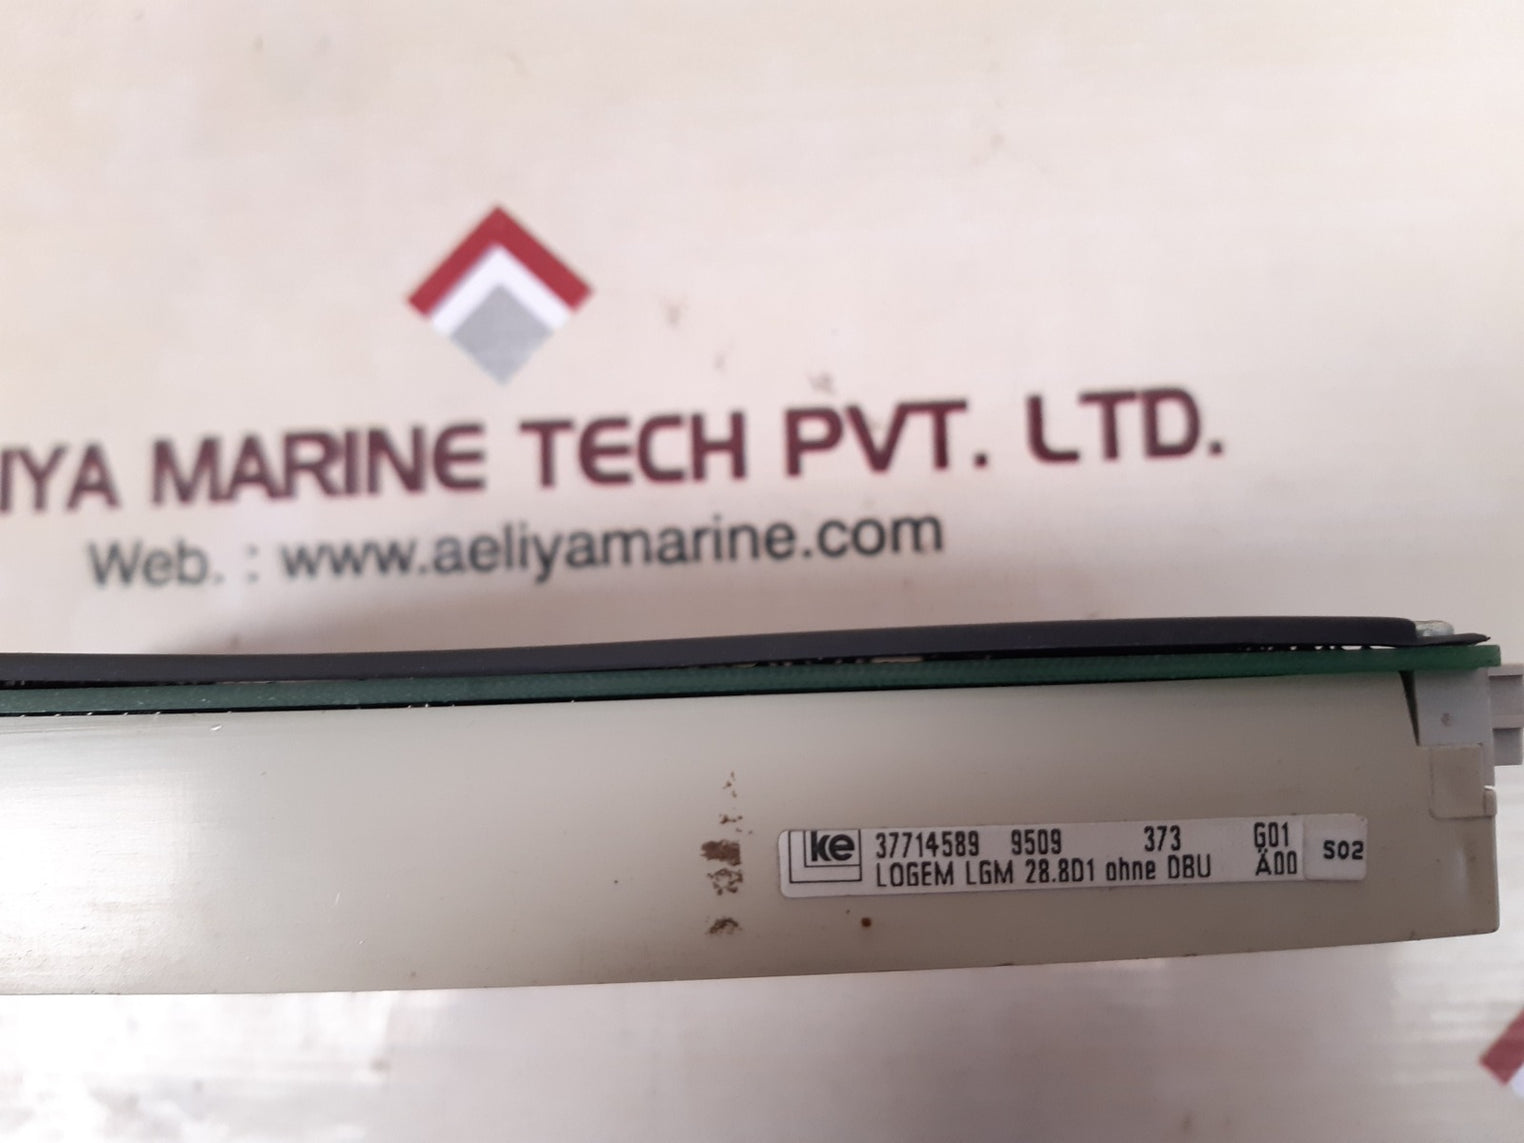 IYA MARINE TECH PVT. LTD.
Web. : www.aeliyamarine.com
ke 37714589 9509 373 G01
LOGEM LGM 28.8D1 ohne DBU Ä00 S02